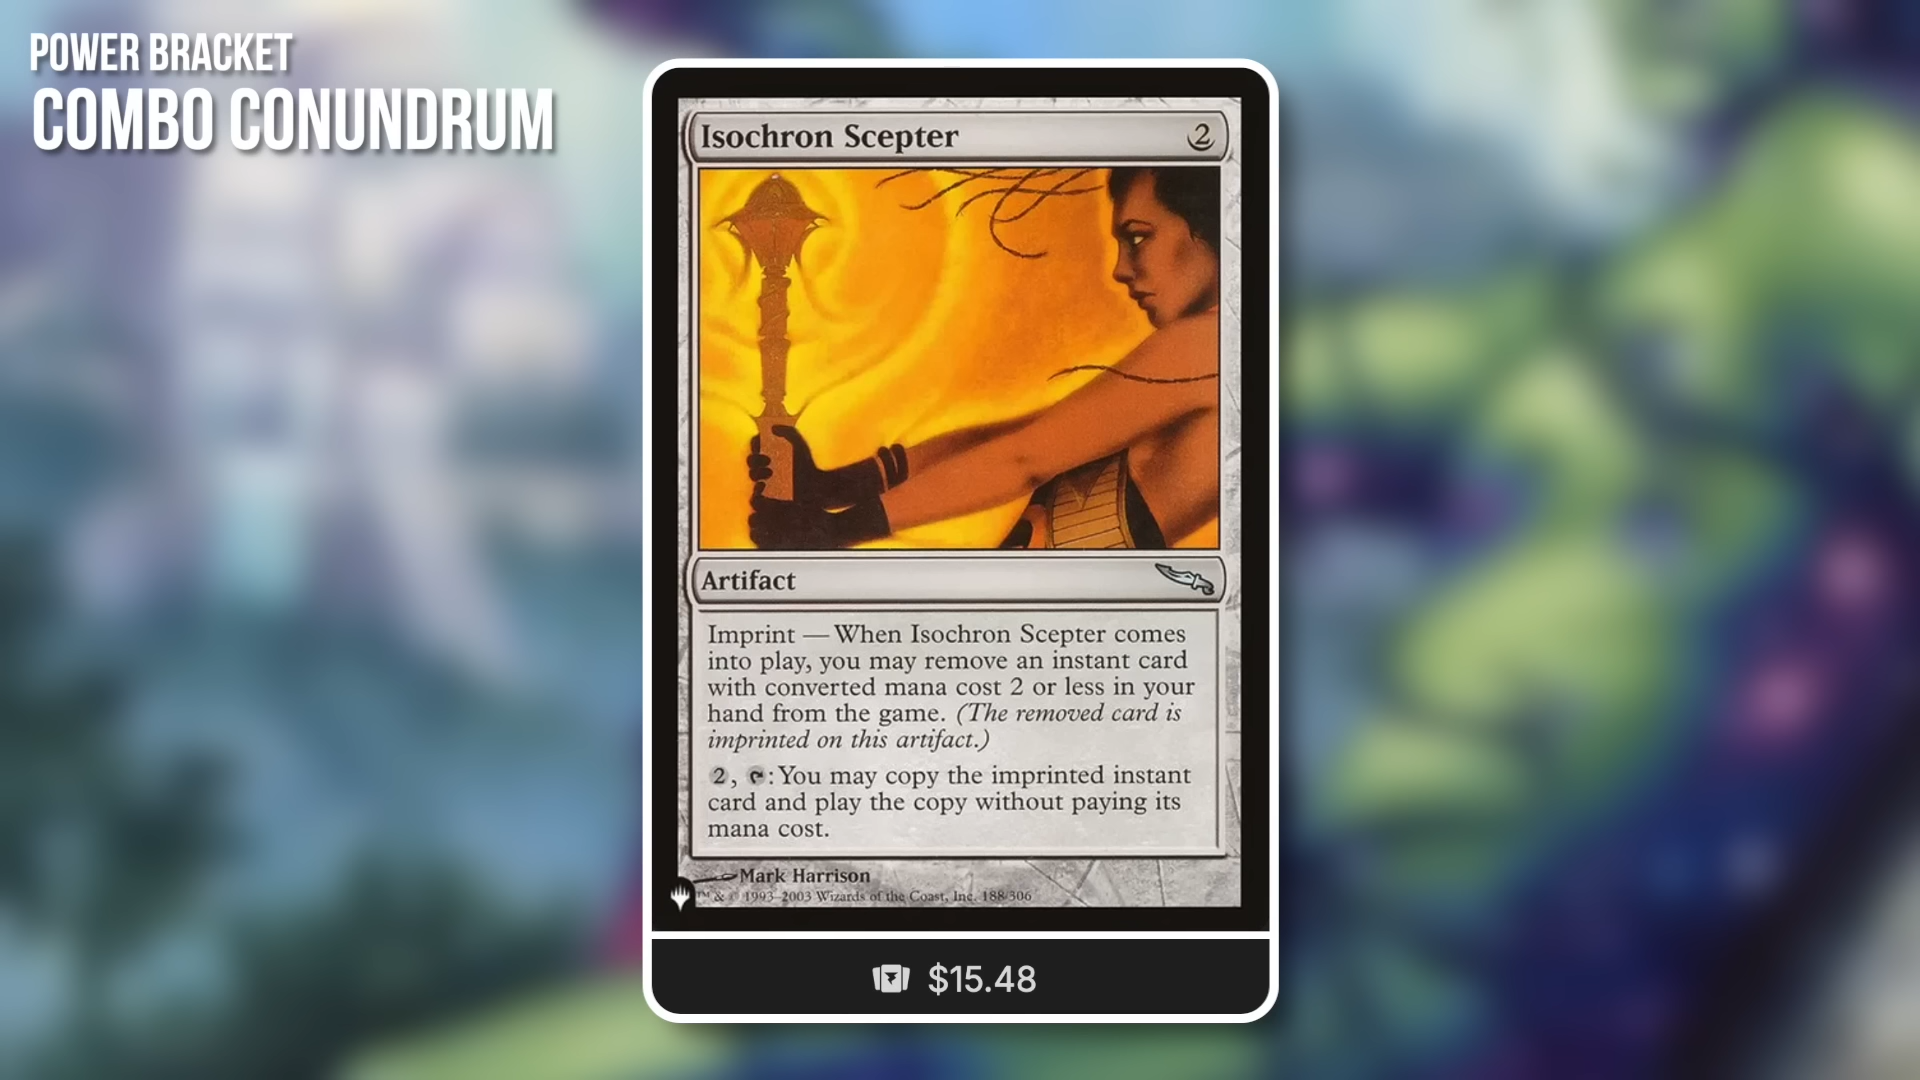 POWER BRACKET
COMBO CONUNDRUM
Isochron Scepter 2
Artifact
Imprint — When Isochron Scepter comes
into play, you may remove an instant card
with converted mana cost 2 or less in your
hand from the game. (The removed card is
imprinted on this artifact.)
2, : You may copy the imprinted instant
card and play the copy without paying its
mana cost.
Mark Harrison
™ & © 1993–2003 Wizards of the Coast, Inc. 188/306
$15.48